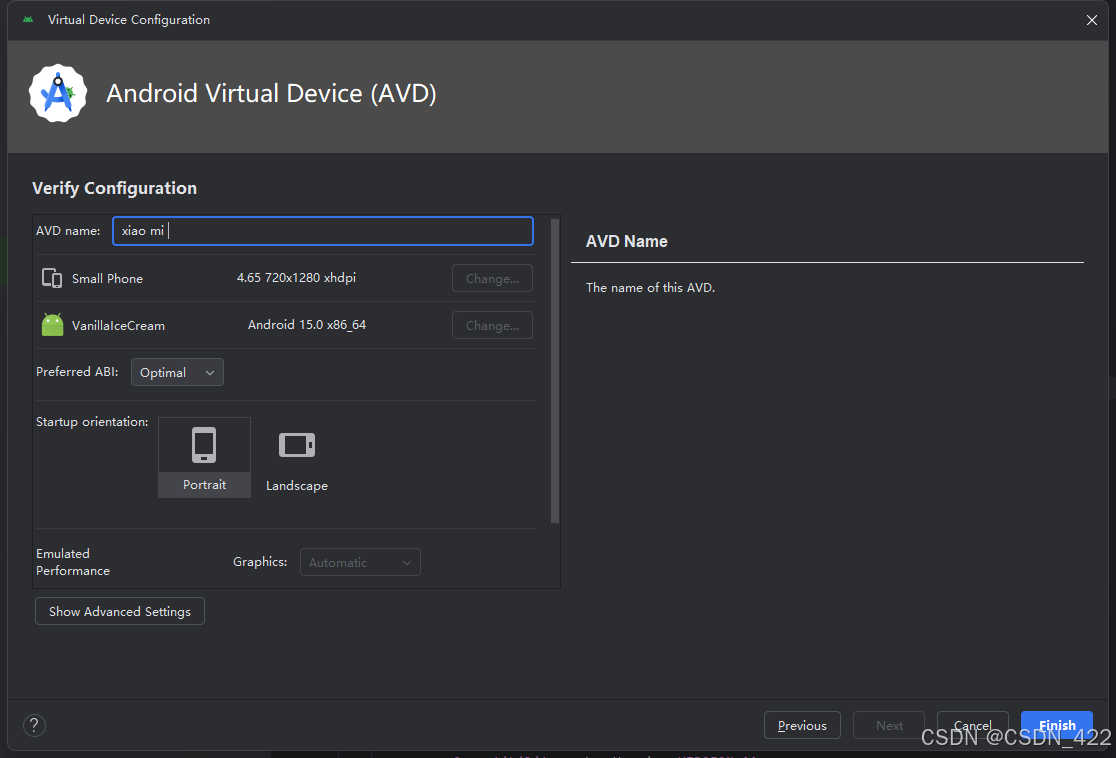 Virtual Device Configuration
Android Virtual Device (AVD)
Verify Configuration
AVD name: xiao mi
AVD Name
The name of this AVD.
Small Phone 4.65 720x1280 xhdpi Change...
VanillaIceCream Android 15.0 x86_64 Change...
Preferred ABI: Optimal
Startup orientation:
Portrait
Landscape
Emulated
Performance
Graphics: Automatic
Show Advanced Settings
? Previous Next Cancel Finish
CSDN @CSDN_422